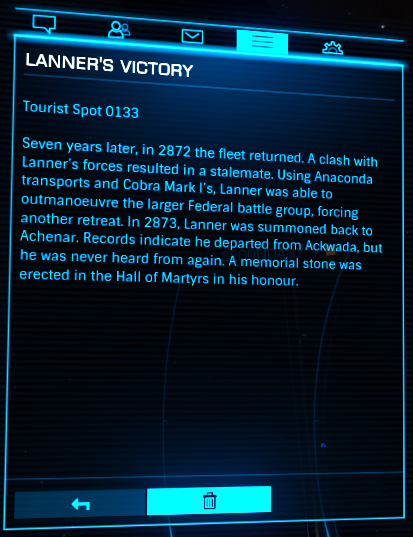 LANNER'S VICTORY
Tourist Spot 0133
Seven years later, in 2872 the fleet returned. A clash with
Lanner's forces resulted in a stalemate. Using Anaconda
transports and Cobra Mark I's, Lanner was able to
outmanoeuvre the larger Federal battle group, forcing
another retreat. In 2873, Lanner was summoned back to
Achenar. Records indicate he departed from Ackwada, but
he was never heard from again. A memorial stone was
erected in the Hall of Martyrs in his honour.